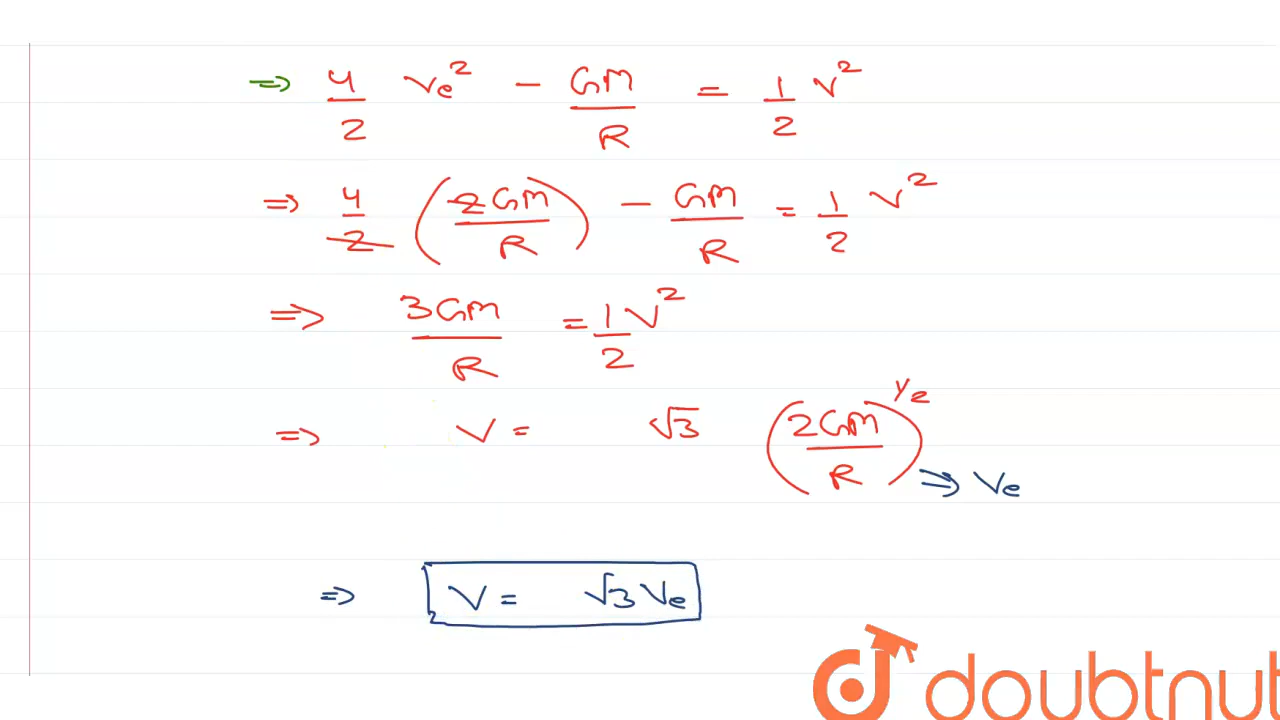 ⇒ 4/2 Ve² − GM/R = 1/2 V²
⇒ 4/2 (2GM/R) − GM/R = 1/2 V²
⇒ 3GM/R = 1/2 V²
⇒ V = √3 (2GM/R)^1/2 ⇒ Ve
⇒ V = √3 Ve
doubtnut